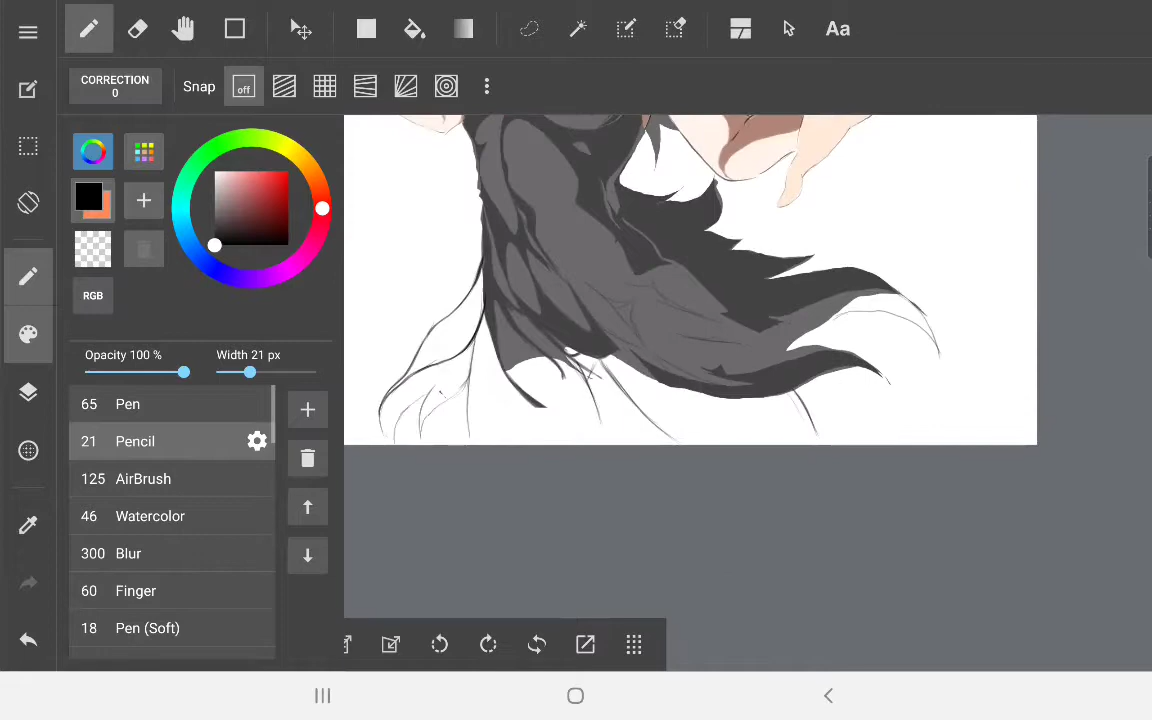 Aa
CORRECTION
0
Snap
off
RGB
Opacity 100 %
Width 21 px
65 Pen
21 Pencil
125 AirBrush
46 Watercolor
300 Blur
60 Finger
18 Pen (Soft)